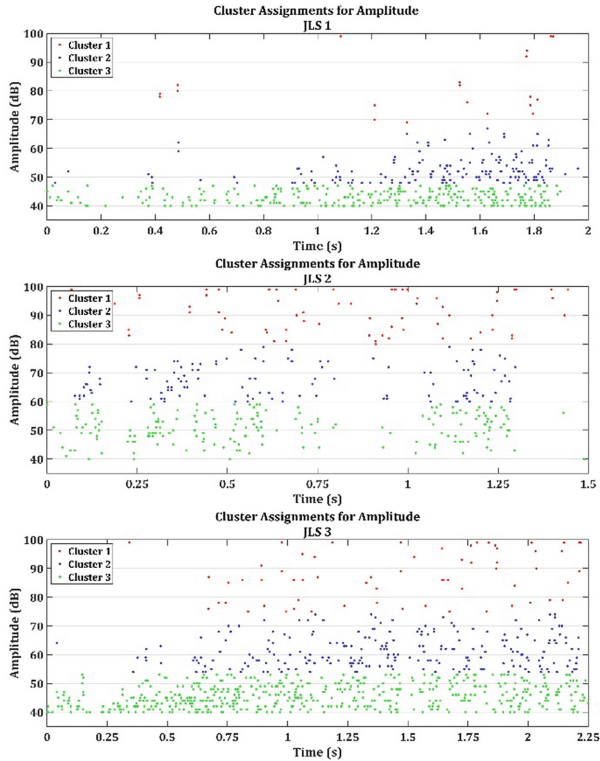 Cluster Assignments for Amplitude
JLS 1
Amplitude (dB)
100
90
80
70
60
50
40
Cluster 1
Cluster 2
Cluster 3
0 0.2 0.4 0.6 0.8 1 1.2 1.4 1.6 1.8 2
Time (s)
Cluster Assignments for Amplitude
JLS 2
Amplitude (dB)
100
90
80
70
60
50
40
Cluster 1
Cluster 2
Cluster 3
0 0.25 0.5 0.75 1 1.25 1.5
Time (s)
Cluster Assignments for Amplitude
JLS 3
Amplitude (dB)
100
90
80
70
60
50
40
Cluster 1
Cluster 2
Cluster 3
0 0.25 0.5 0.75 1 1.25 1.5 1.75 2 2.25
Time (s)